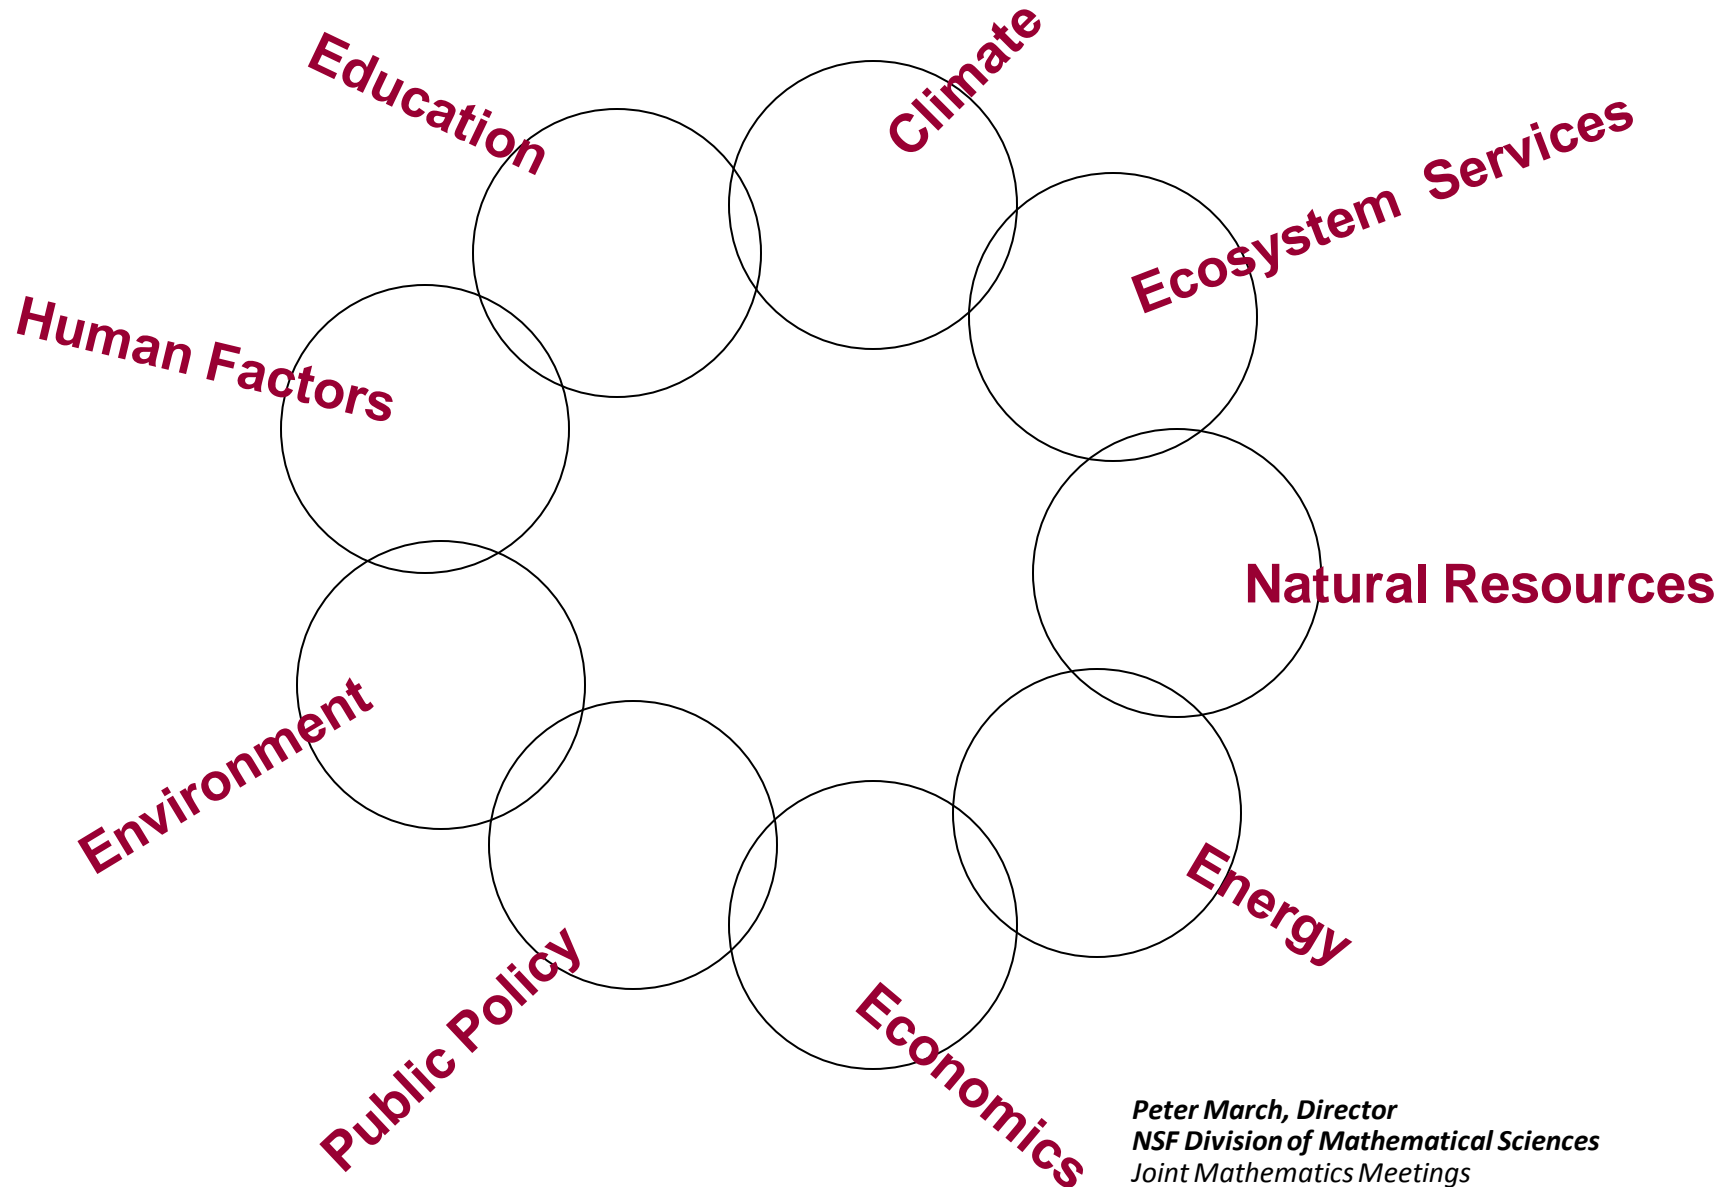 Climate
Education
Ecosystem Services
Human Factors
Natural Resources
Environment
Energy
Public Policy
Economics
Peter March, Director
NSF Division of Mathematical Sciences
Joint Mathematics Meetings